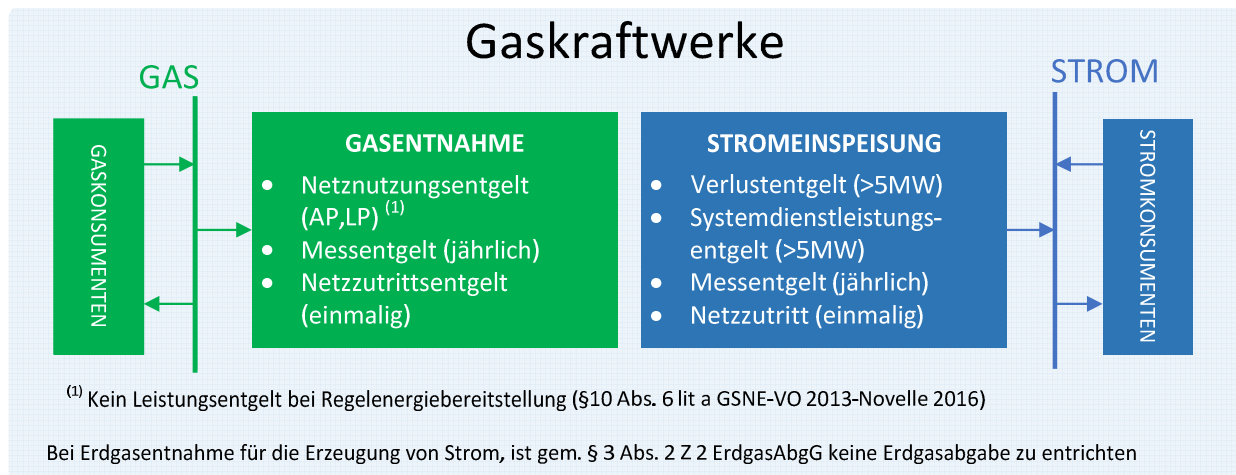 Gaskraftwerke
GAS
STROM
GASKONSUMENTEN
GASENTNAHME
• Netznutzungsentgelt
(AP,LP) (1)
• Messentgelt (jährlich)
• Netzzutrittsentgelt
(einmalig)
STROMEINSPEISUNG
• Verlustentgelt (>5MW)
• Systemdienstleistungs-
entgelt (>5MW)
• Messentgelt (jährlich)
• Netzzutritt (einmalig)
STROMKONSUMENTEN
(1) Kein Leistungsentgelt bei Regelenergiebereitstellung (§10 Abs. 6 lit a GSNE-VO 2013-Novelle 2016)
Bei Erdgasentnahme für die Erzeugung von Strom, ist gem. § 3 Abs. 2 Z 2 ErdgasAbgG keine Erdgasabgabe zu entrichten